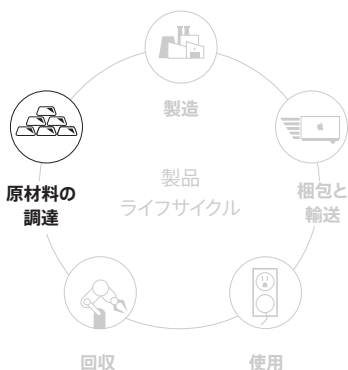 製造
原材料の
調達
製品
ライフサイクル
梱包と
輸送
回収
使用